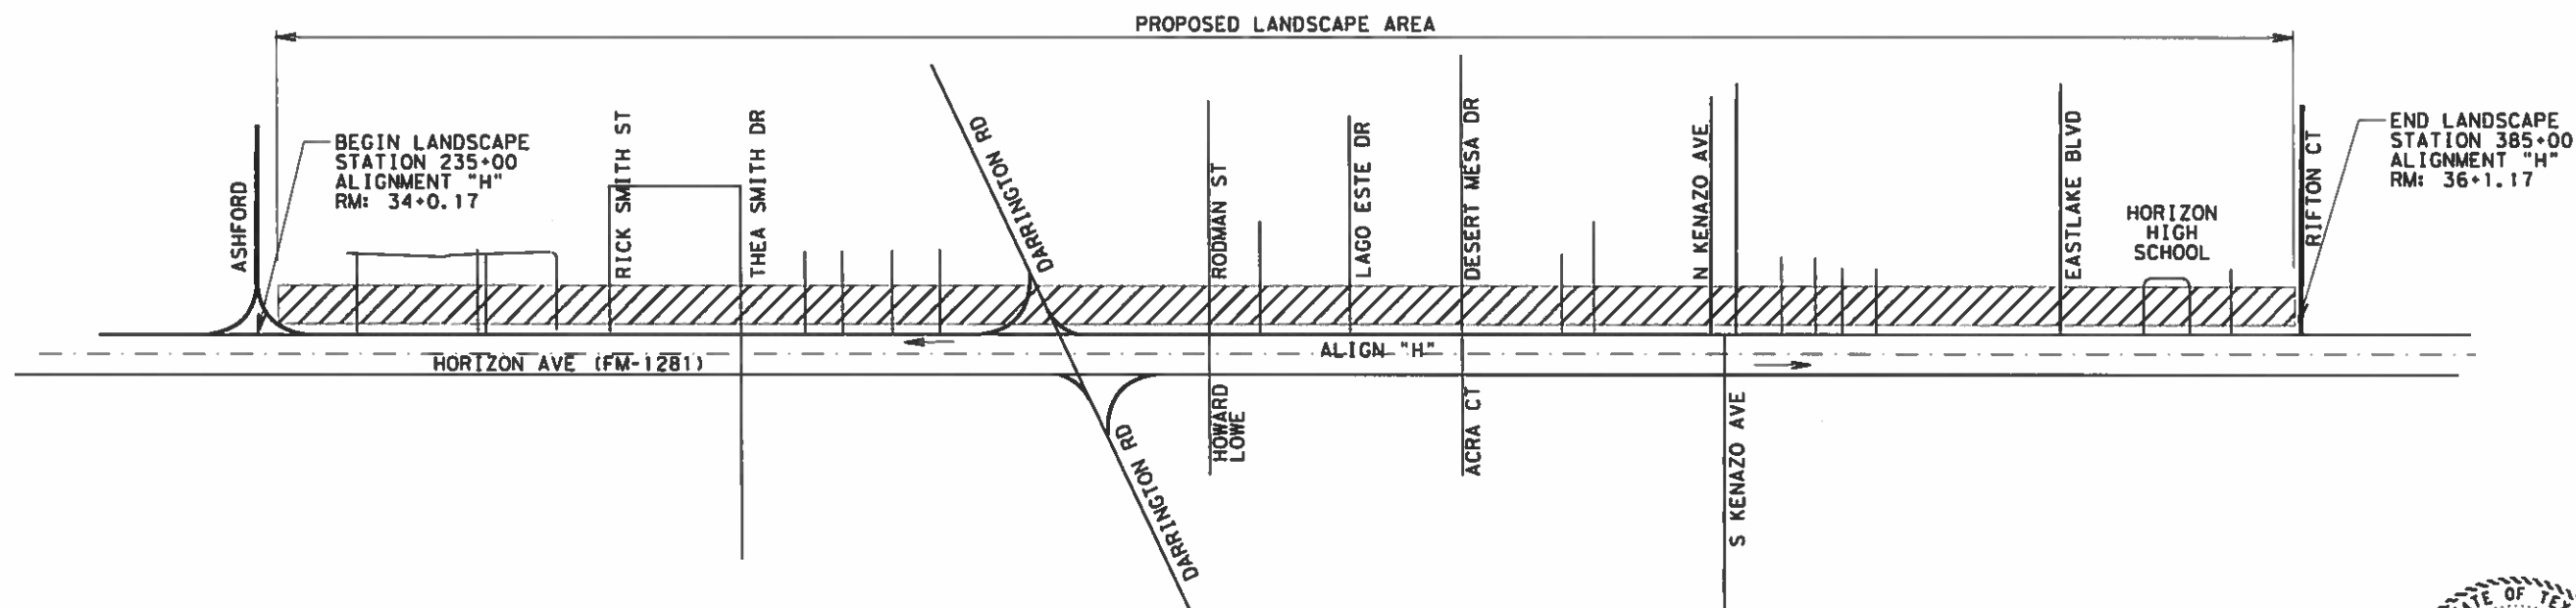 PROPOSED LANDSCAPE AREA
BEGIN LANDSCAPE
STATION 235+00
ALIGNMENT "H"
RM: 34+0.17
ASHFORD
RICK SMITH ST
THEA SMITH DR
DARRINGTON RD
RODMAN ST
LAGO ESTE DR
DESERT MESA DR
N KENAZO AVE
EASTLAKE BLVD
HORIZON
HIGH
SCHOOL
RIFTON CT
END LANDSCAPE
STATION 385+00
ALIGNMENT "H"
RM: 36+1.17
HORIZON AVE (FM-1281)
ALIGN "H"
HOWARD
LOWE
ACRA CT
S KENAZO AVE
DARRINGTON RD
STATE OF TE